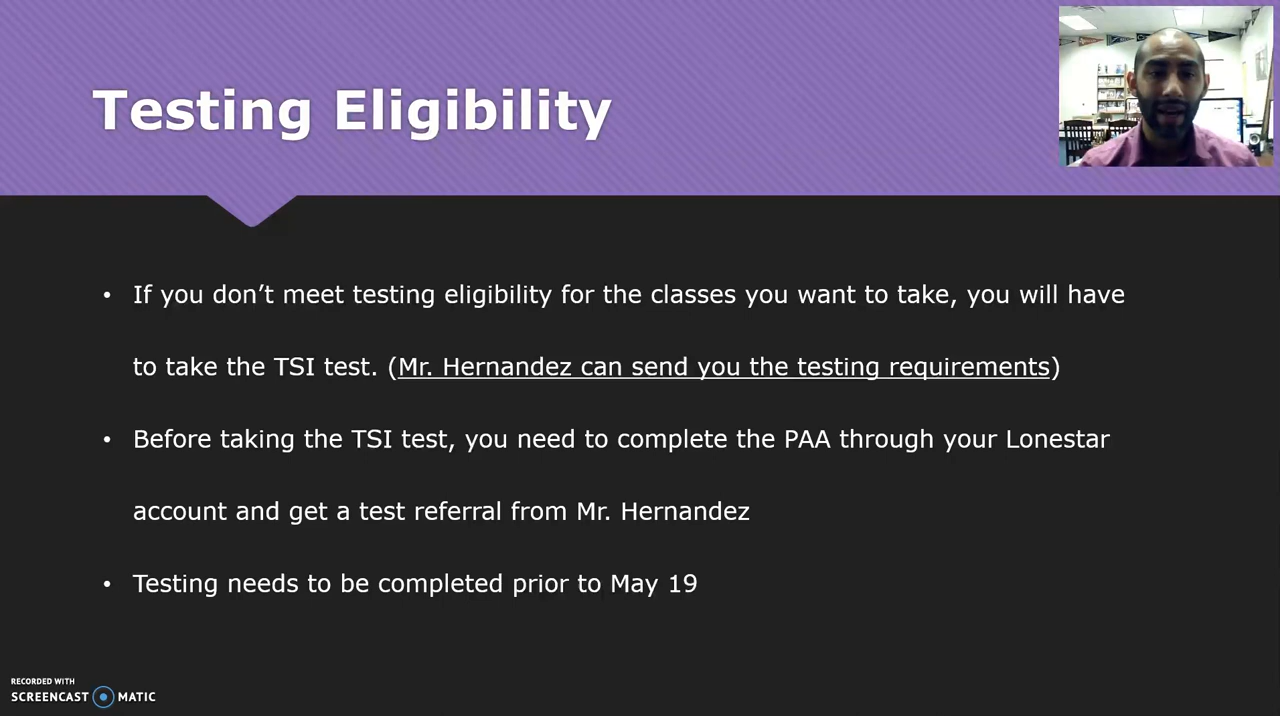 Testing Eligibility
• If you don’t meet testing eligibility for the classes you want to take, you will have
to take the TSI test. (Mr. Hernandez can send you the testing requirements)
• Before taking the TSI test, you need to complete the PAA through your Lonestar
account and get a test referral from Mr. Hernandez
• Testing needs to be completed prior to May 19
RECORDED WITH
SCREENCAST MATIC